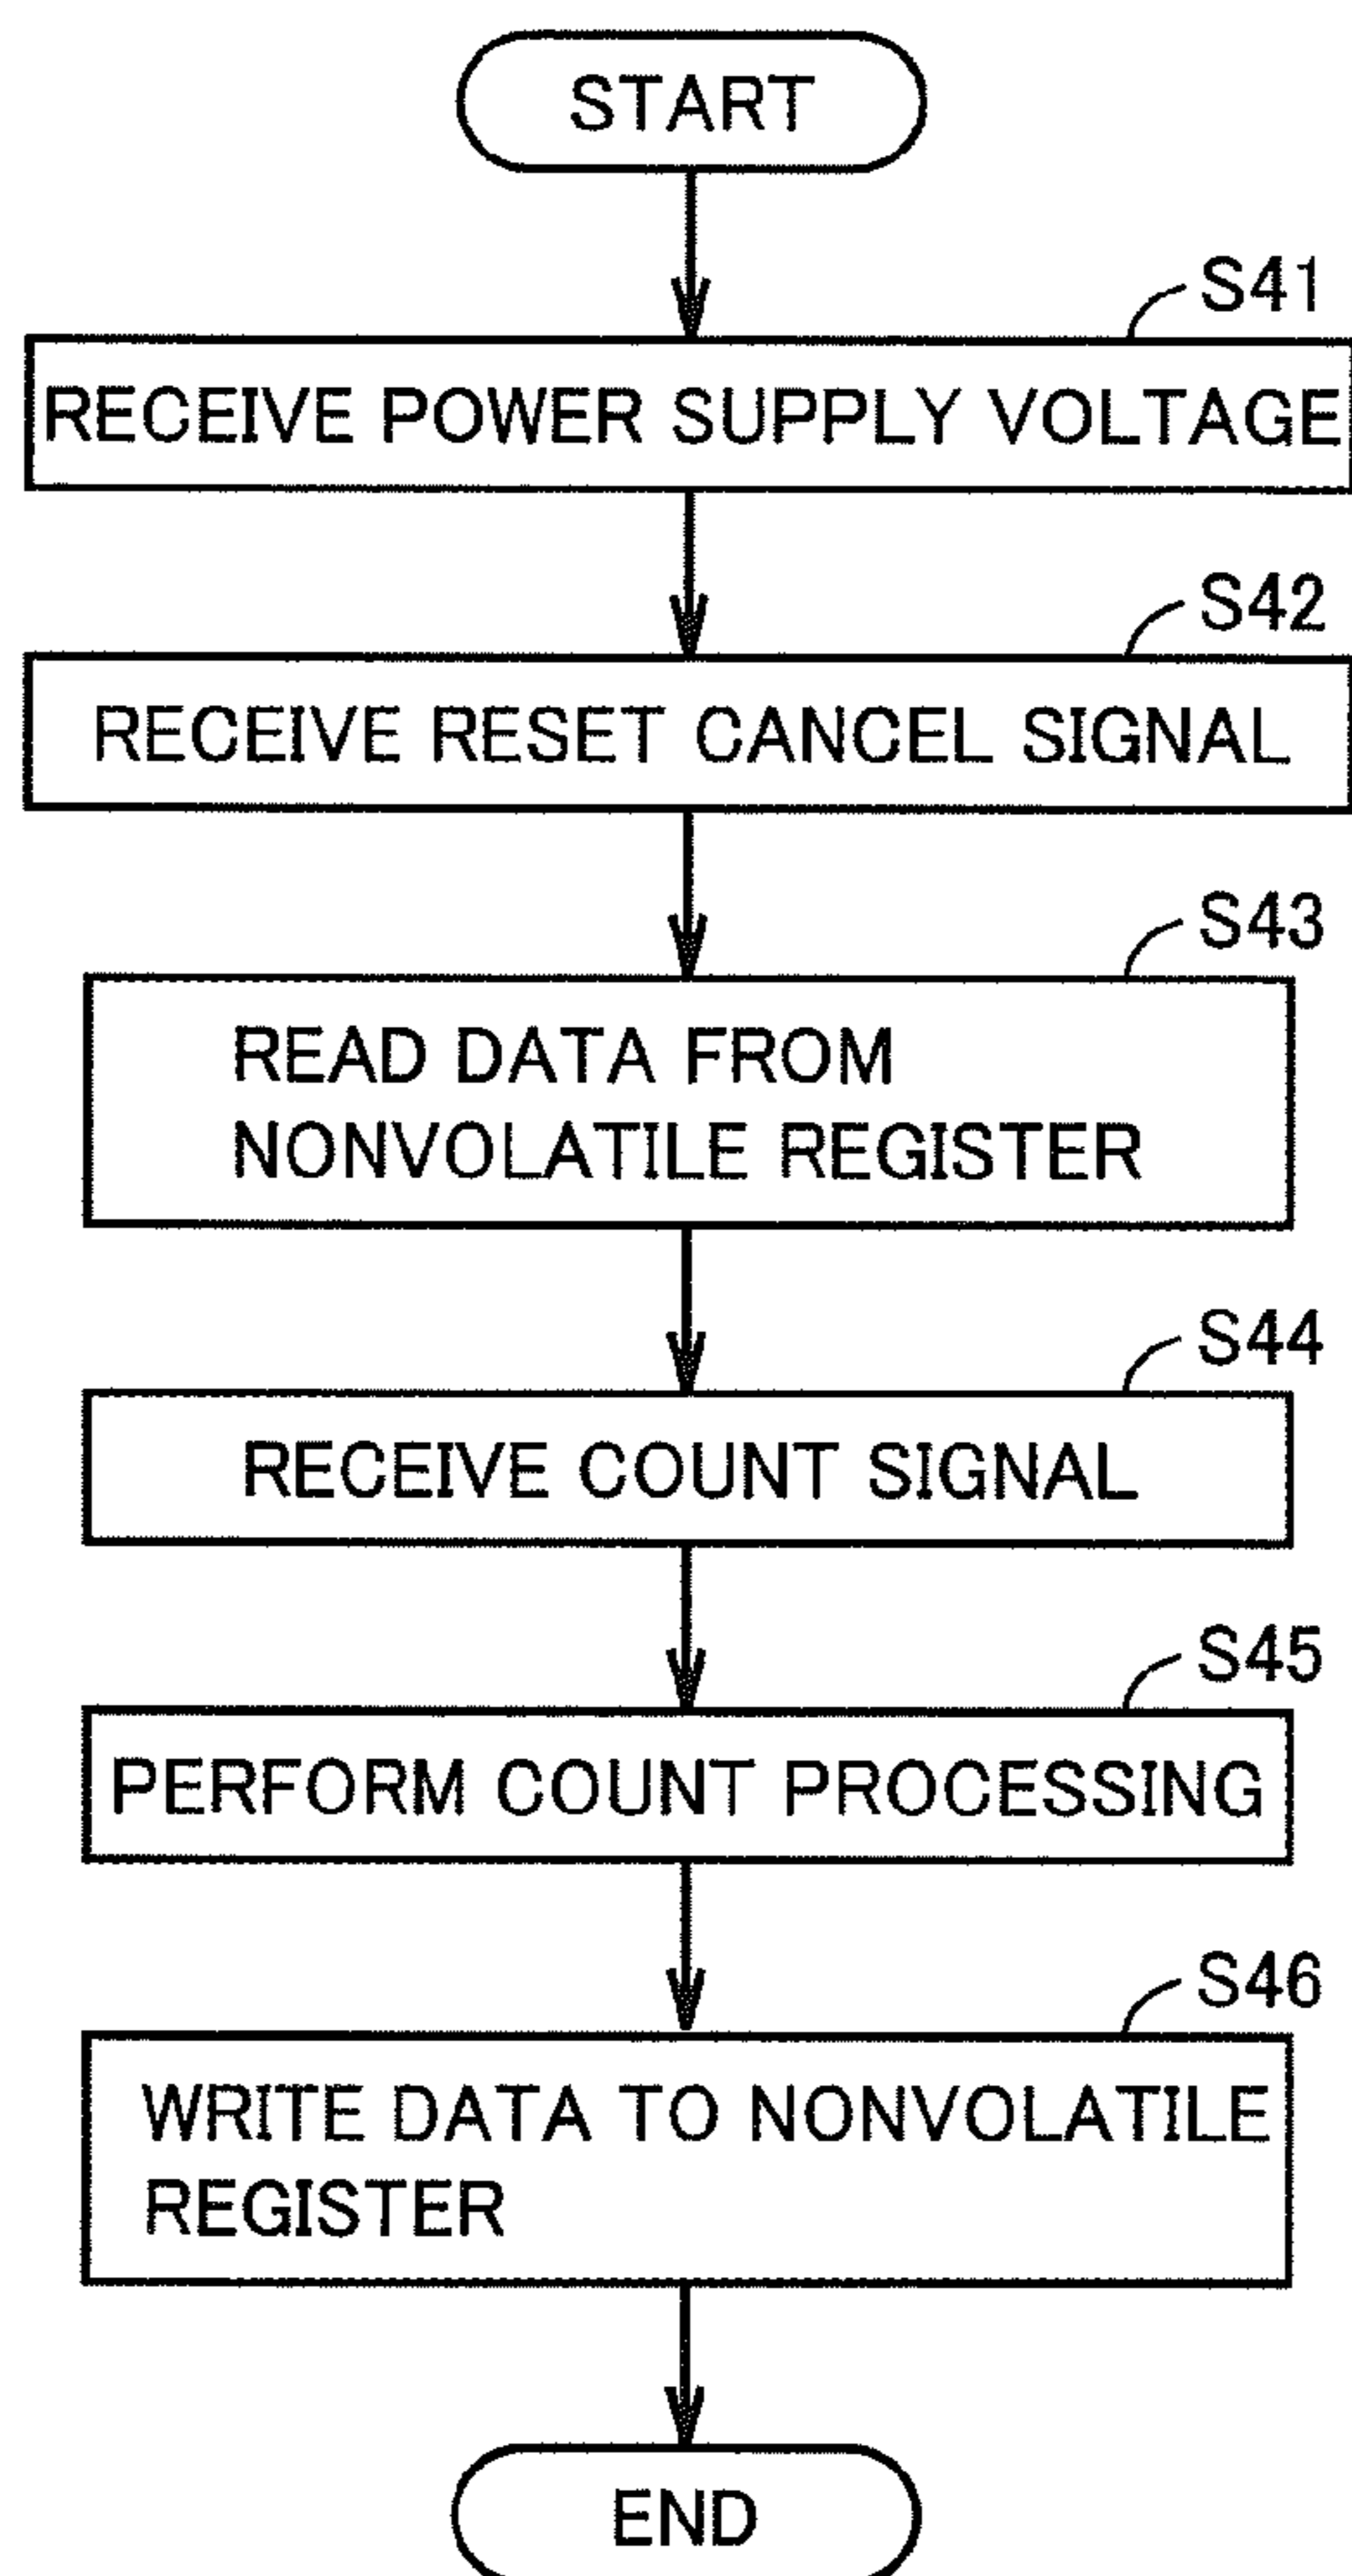 START
S41
RECEIVE POWER SUPPLY VOLTAGE
S42
RECEIVE RESET CANCEL SIGNAL
S43
READ DATA FROM
NONVOLATILE REGISTER
S44
RECEIVE COUNT SIGNAL
S45
PERFORM COUNT PROCESSING
S46
WRITE DATA TO NONVOLATILE
REGISTER
END